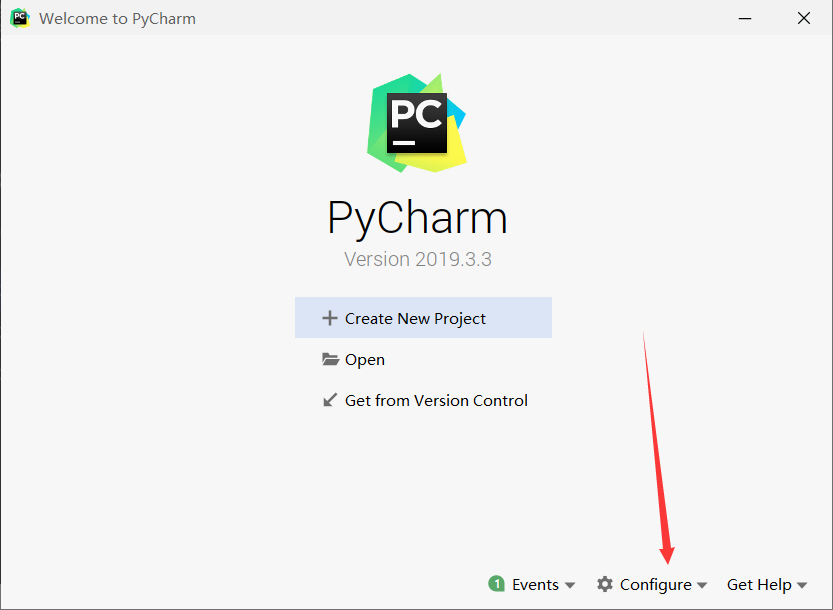 Welcome to PyCharm
PC
PyCharm
Version 2019.3.3
Create New Project
Open
Get from Version Control
1 Events Configure Get Help